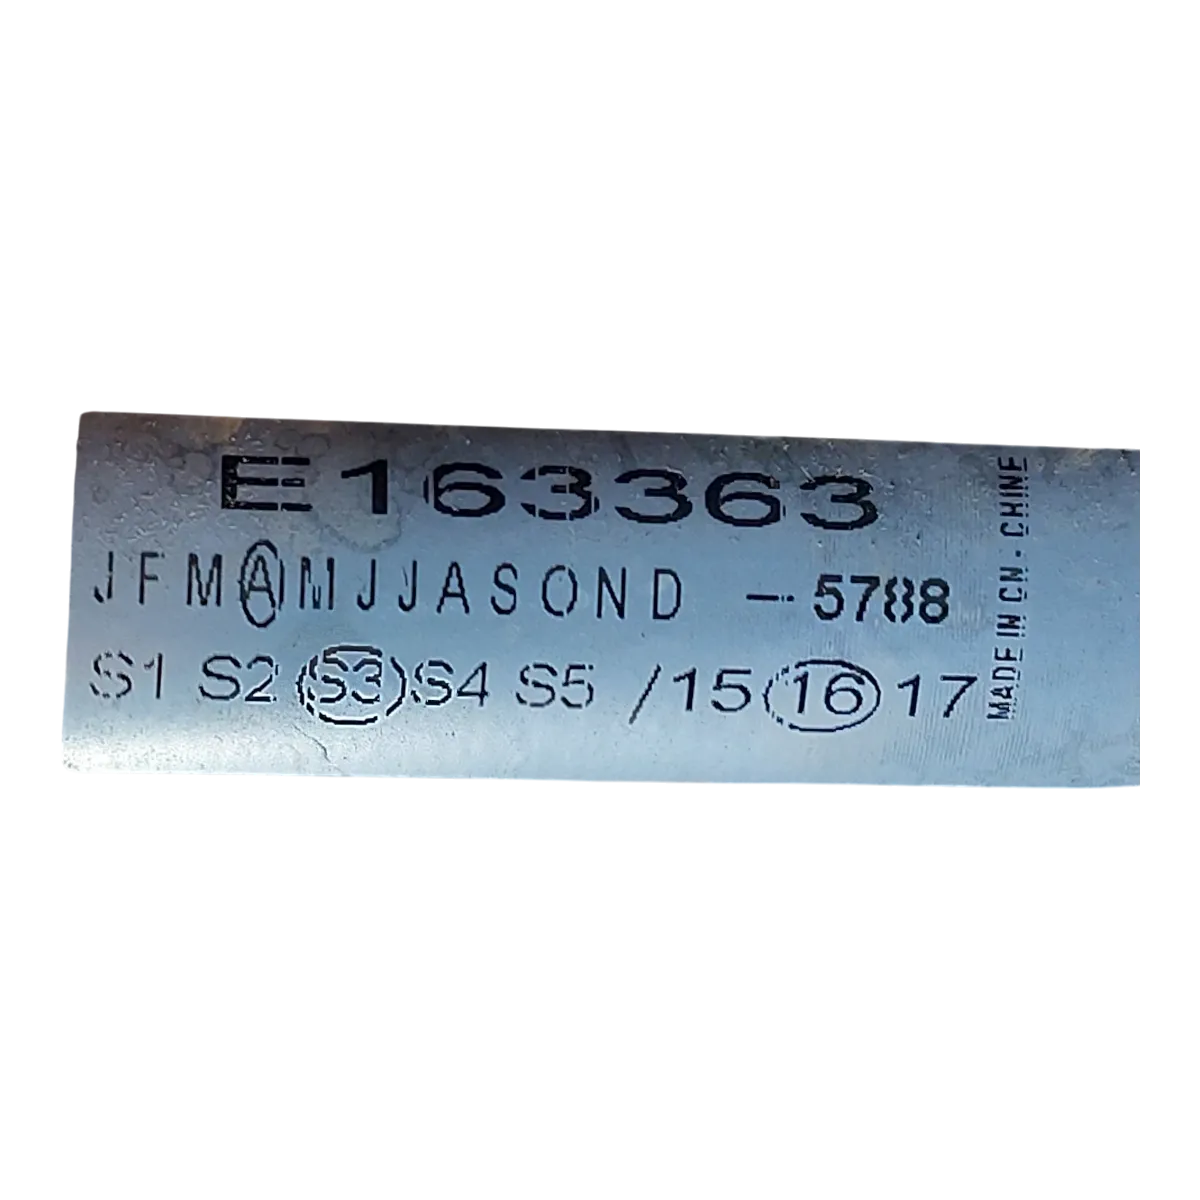 E163363
JFMAMJJASOND - 5788
S1 S2 S3 S4 S5 /15 16 17
MADE IN CN. CHINE